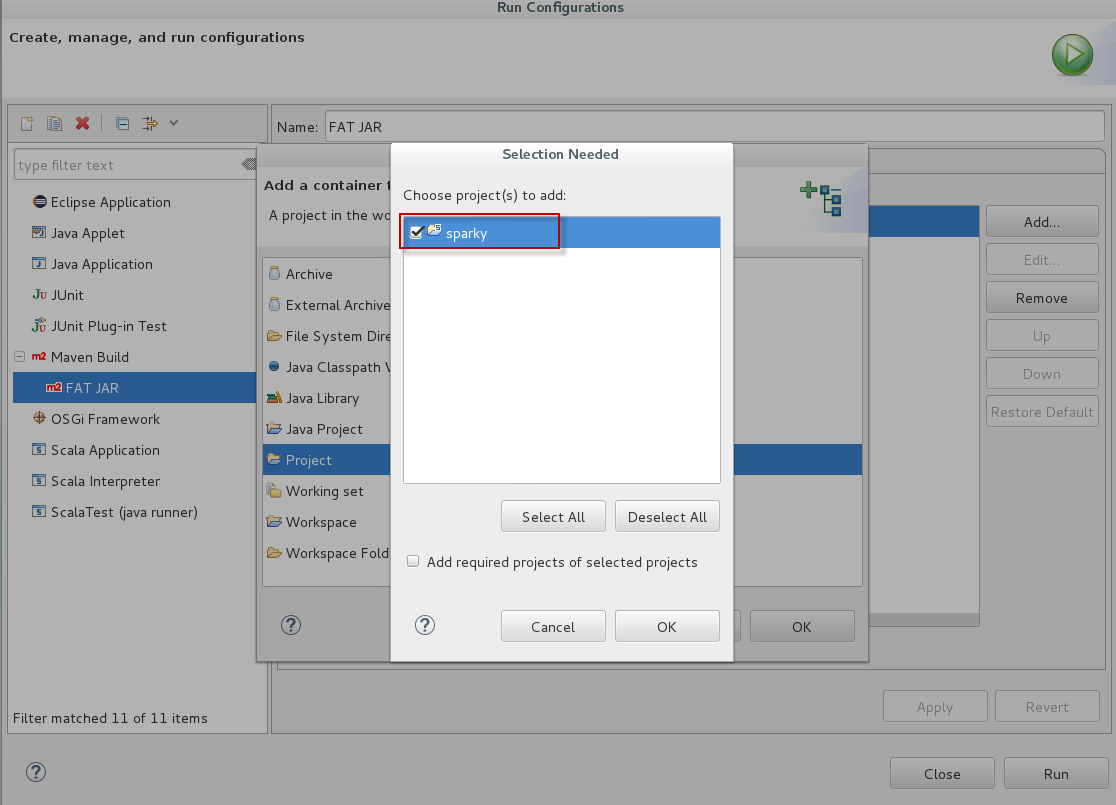 Run Configurations
Create, manage, and run configurations
Name: FAT JAR
type filter text
Eclipse Application
Java Applet
Java Application
JUnit
JUnit Plug-in Test
m2 Maven Build
m2 FAT JAR
OSGi Framework
Scala Application
Scala Interpreter
ScalaTest (java runner)
Filter matched 11 of 11 items
Add a container
A project in the
Archive
External Archive
File System
Java Classpath
Java Library
Java Project
Project
Working set
Workspace
Workspace
OK
Selection Needed
Choose project(s) to add:
sparky
Select All
Deselect All
Add required projects of selected projects
Cancel
OK
Add...
Edit...
Remove
Up
Down
Restore Default
Apply
Revert
Close
Run